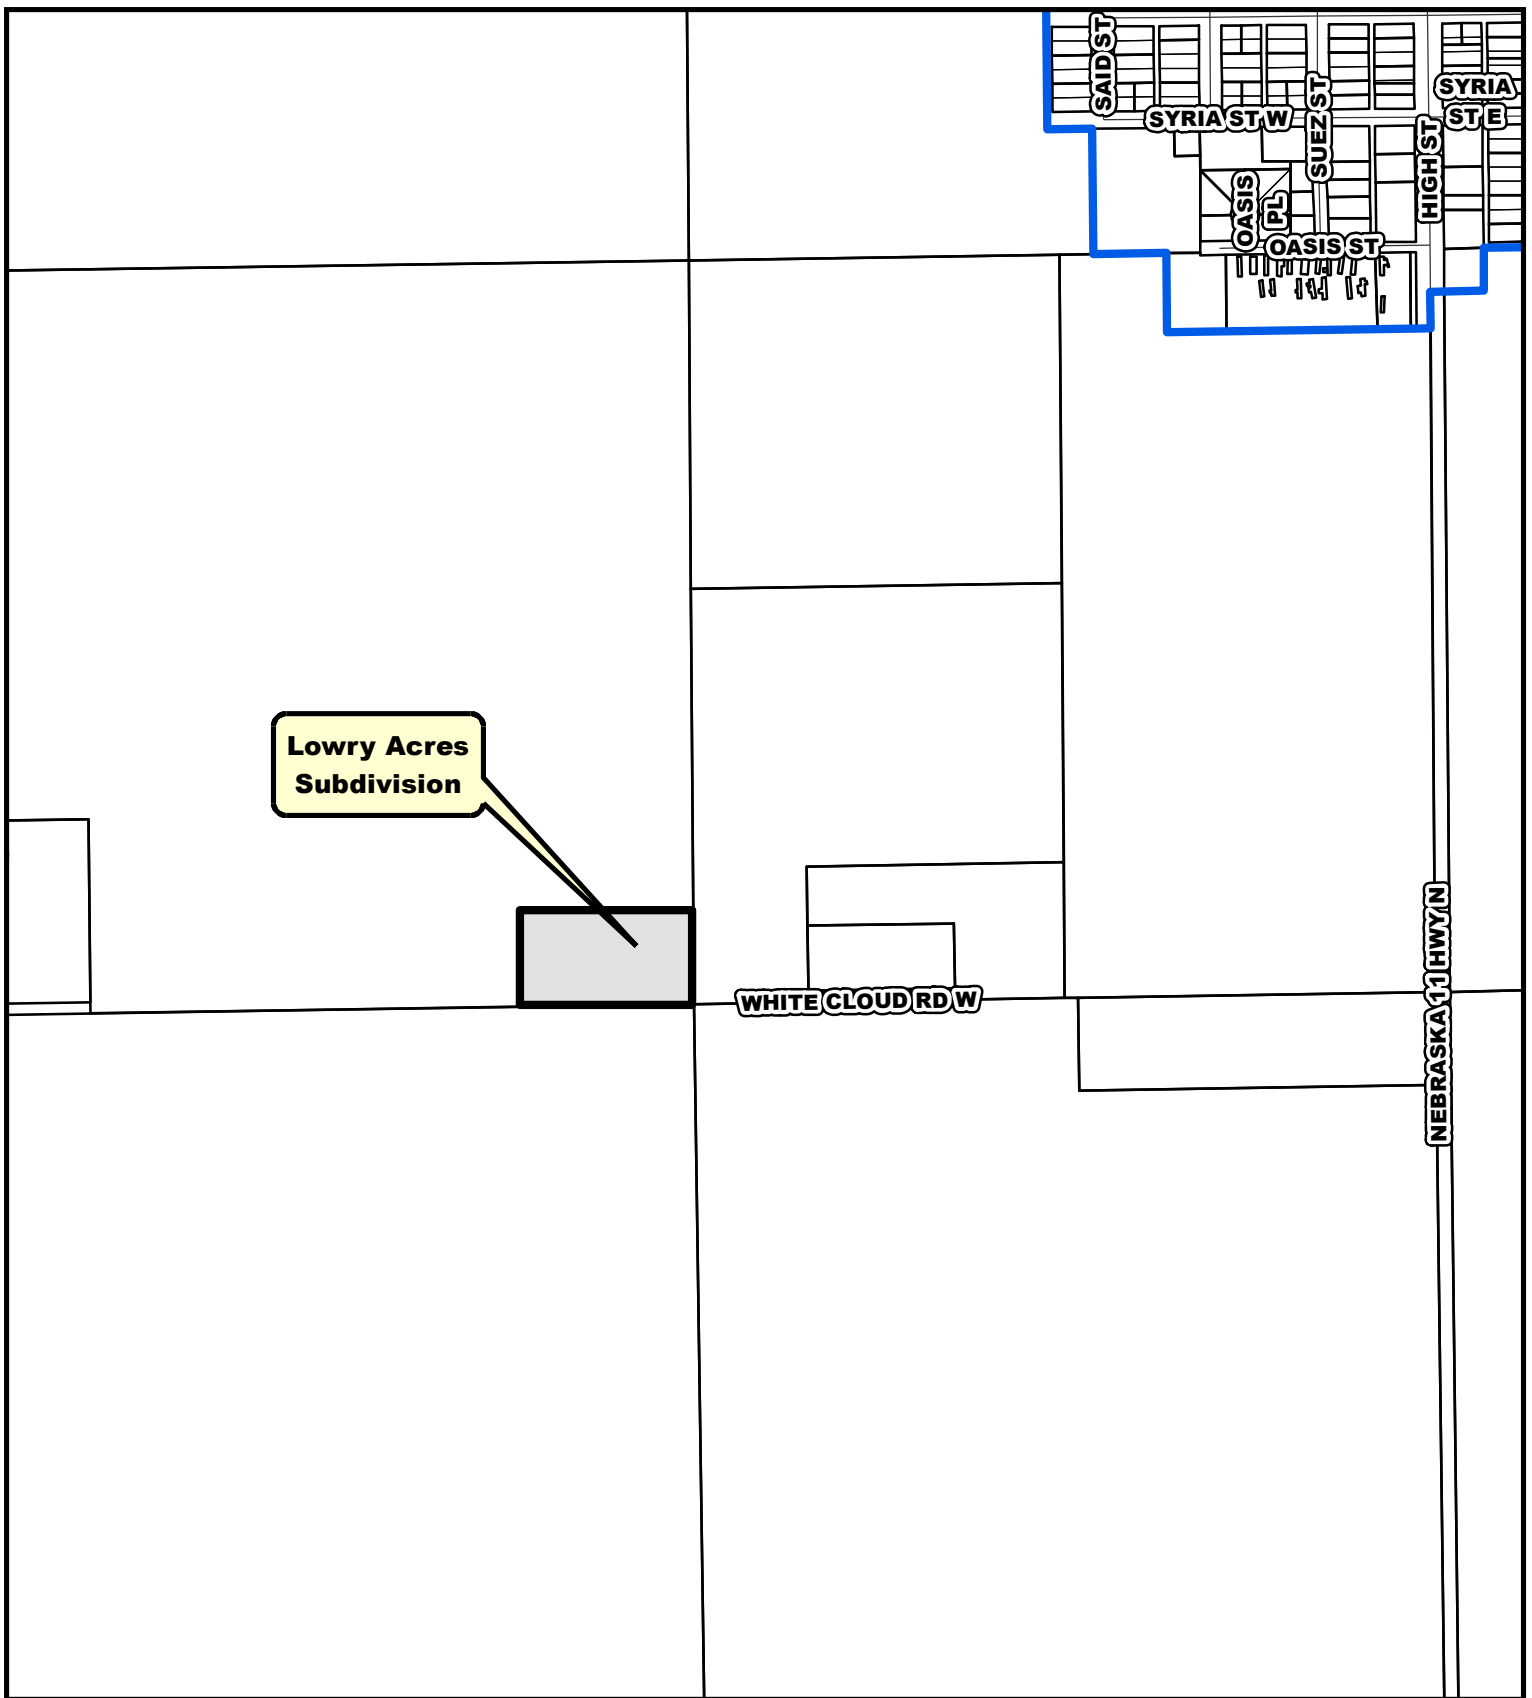 SAID ST
SYRIA ST W
SUEZ ST
SYRIA
ST E
HIGH ST
OASIS
PL
OASIS ST
Lowry Acres
Subdivision
WHITE CLOUD RD W
NEBRASKA 11 HWY N